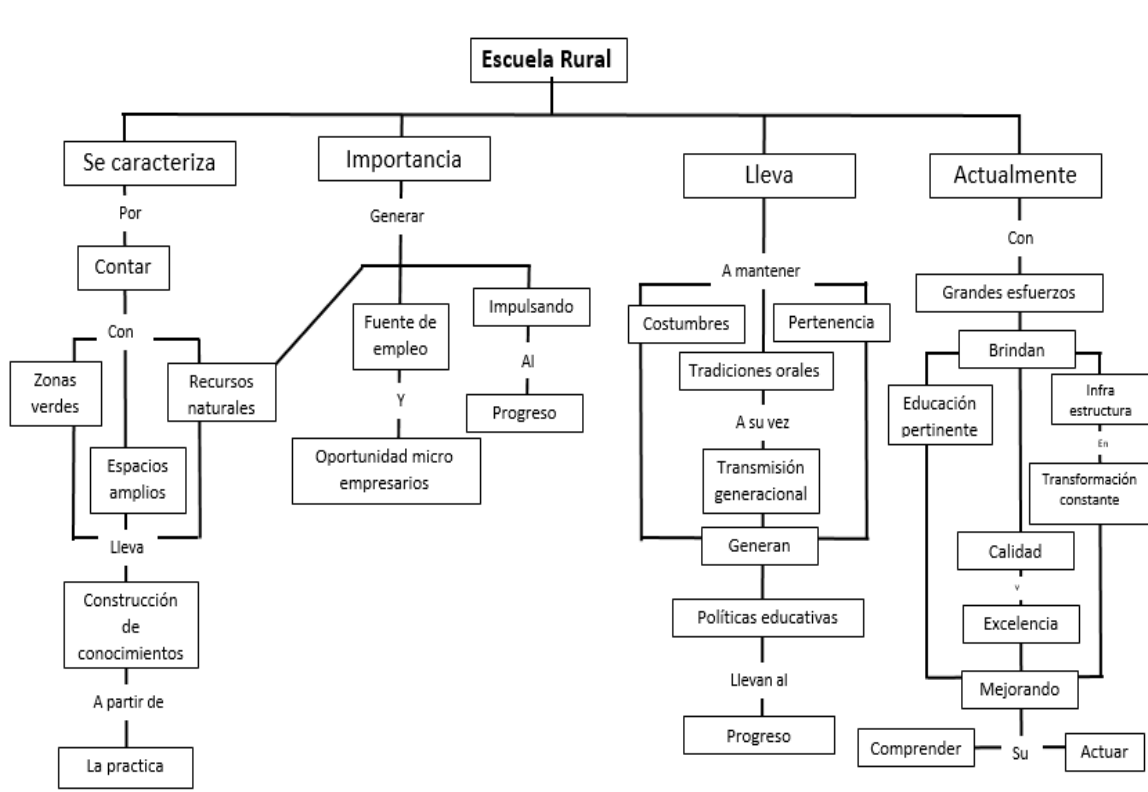 Escuela Rural
Se caracteriza
Por
Contar
Con
Zonas
verdes
Recursos
naturales
Espacios
amplios
Lleva
Construcción
de
conocimientos
A partir de
La practica
Importancia
Generar
Fuente de
empleo
Y
Oportunidad micro
empresarios
Impulsando
Al
Progreso
Lleva
A mantener
Costumbres
Pertenencia
Tradiciones orales
A su vez
Transmisión
generacional
Generan
Políticas educativas
Llevan al
Progreso
Actualmente
Con
Grandes esfuerzos
Brindan
Educación
pertinente
Infra
estructura
En
Transformación
constante
Calidad
Y
Excelencia
Mejorando
Comprender
Su
Actuar